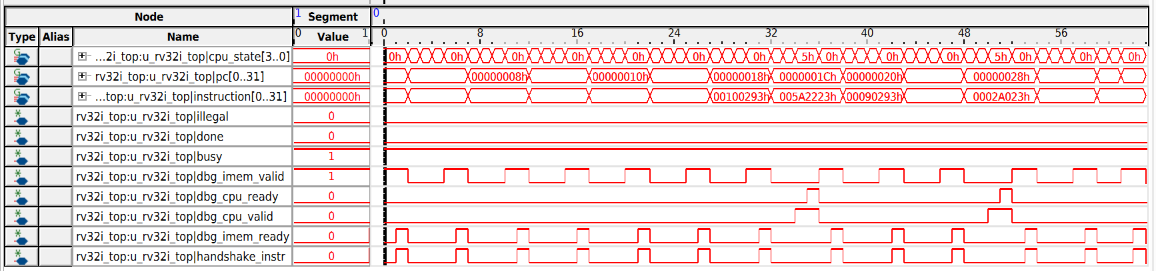 Node Segment
1 0
Type Alias Name Value
0 1 0 8 16 24 32 40 48 56
...2i_top:u_rv32i_top|cpu_state[3..0] 0h 0h 0h 0h 0h 0h 0h 0h 5h 0h 0h 0h 5h 0h 0h 0h
rv32i_top:u_rv32i_top|pc[0..31] 00000000h 00000008h 00000010h 00000018h 0000001Ch 00000020h 00000028h
...top:u_rv32i_top|instruction[0..31] 00000000h 00100293h 005A2223h 00090293h 0002A023h
rv32i_top:u_rv32i_top|illegal 0
rv32i_top:u_rv32i_top|done 0
rv32i_top:u_rv32i_top|busy 1
rv32i_top:u_rv32i_top|dbg_imem_valid 1
rv32i_top:u_rv32i_top|dbg_cpu_ready 0
rv32i_top:u_rv32i_top|dbg_cpu_valid 0
rv32i_top:u_rv32i_top|dbg_imem_ready 0
rv32i_top:u_rv32i_top|handshake_instr 0